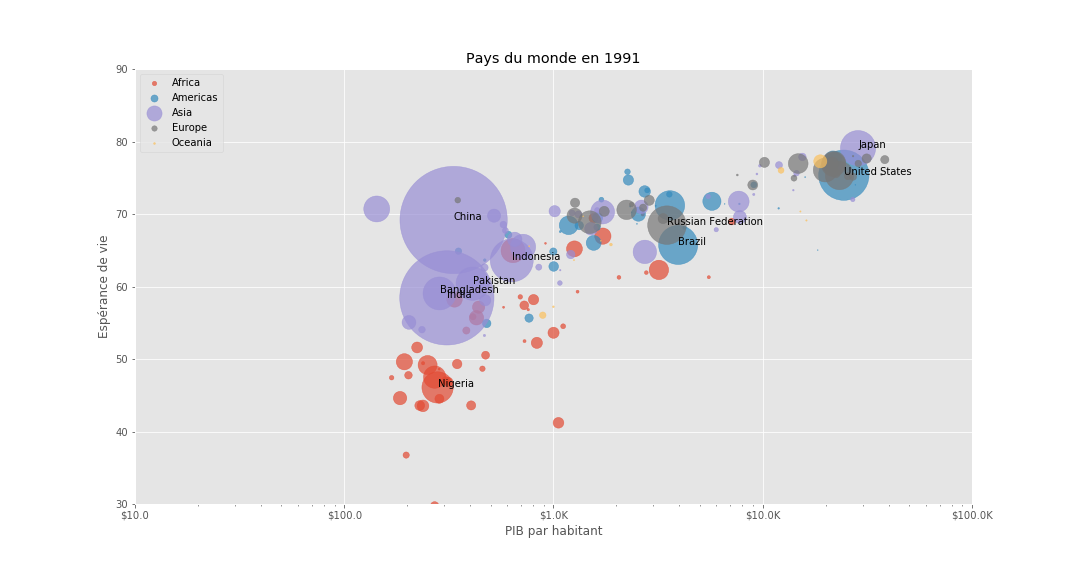 Pays du monde en 1991
Africa
Americas
Asia
Europe
Oceania
Espérance de vie
90
80
70
60
50
40
30
Japan
United States
China
Russian Federation
Brazil
Indonesia
Pakistan
Bangladesh
India
Nigeria
$10.0
$100.0
$1.0K
$10.0K
$100.0K
PIB par habitant